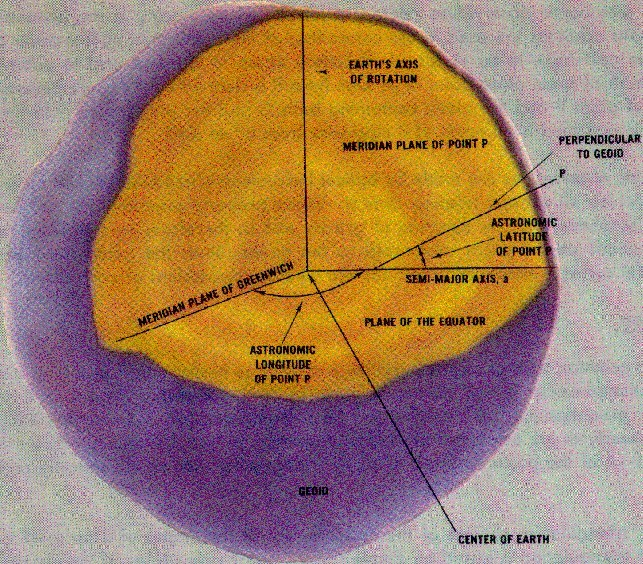 EARTH'S AXIS
OF ROTATION
MERIDIAN PLANE OF POINT P
PERPENDICULAR
TO GEOID
P
ASTRONOMIC
LATITUDE
OF POINT P
MERIDIAN PLANE OF GREENWICH
SEMI-MAJOR AXIS, a
PLANE OF THE EQUATOR
ASTRONOMIC
LONGITUDE
OF POINT P
GEOID
CENTER OF EARTH